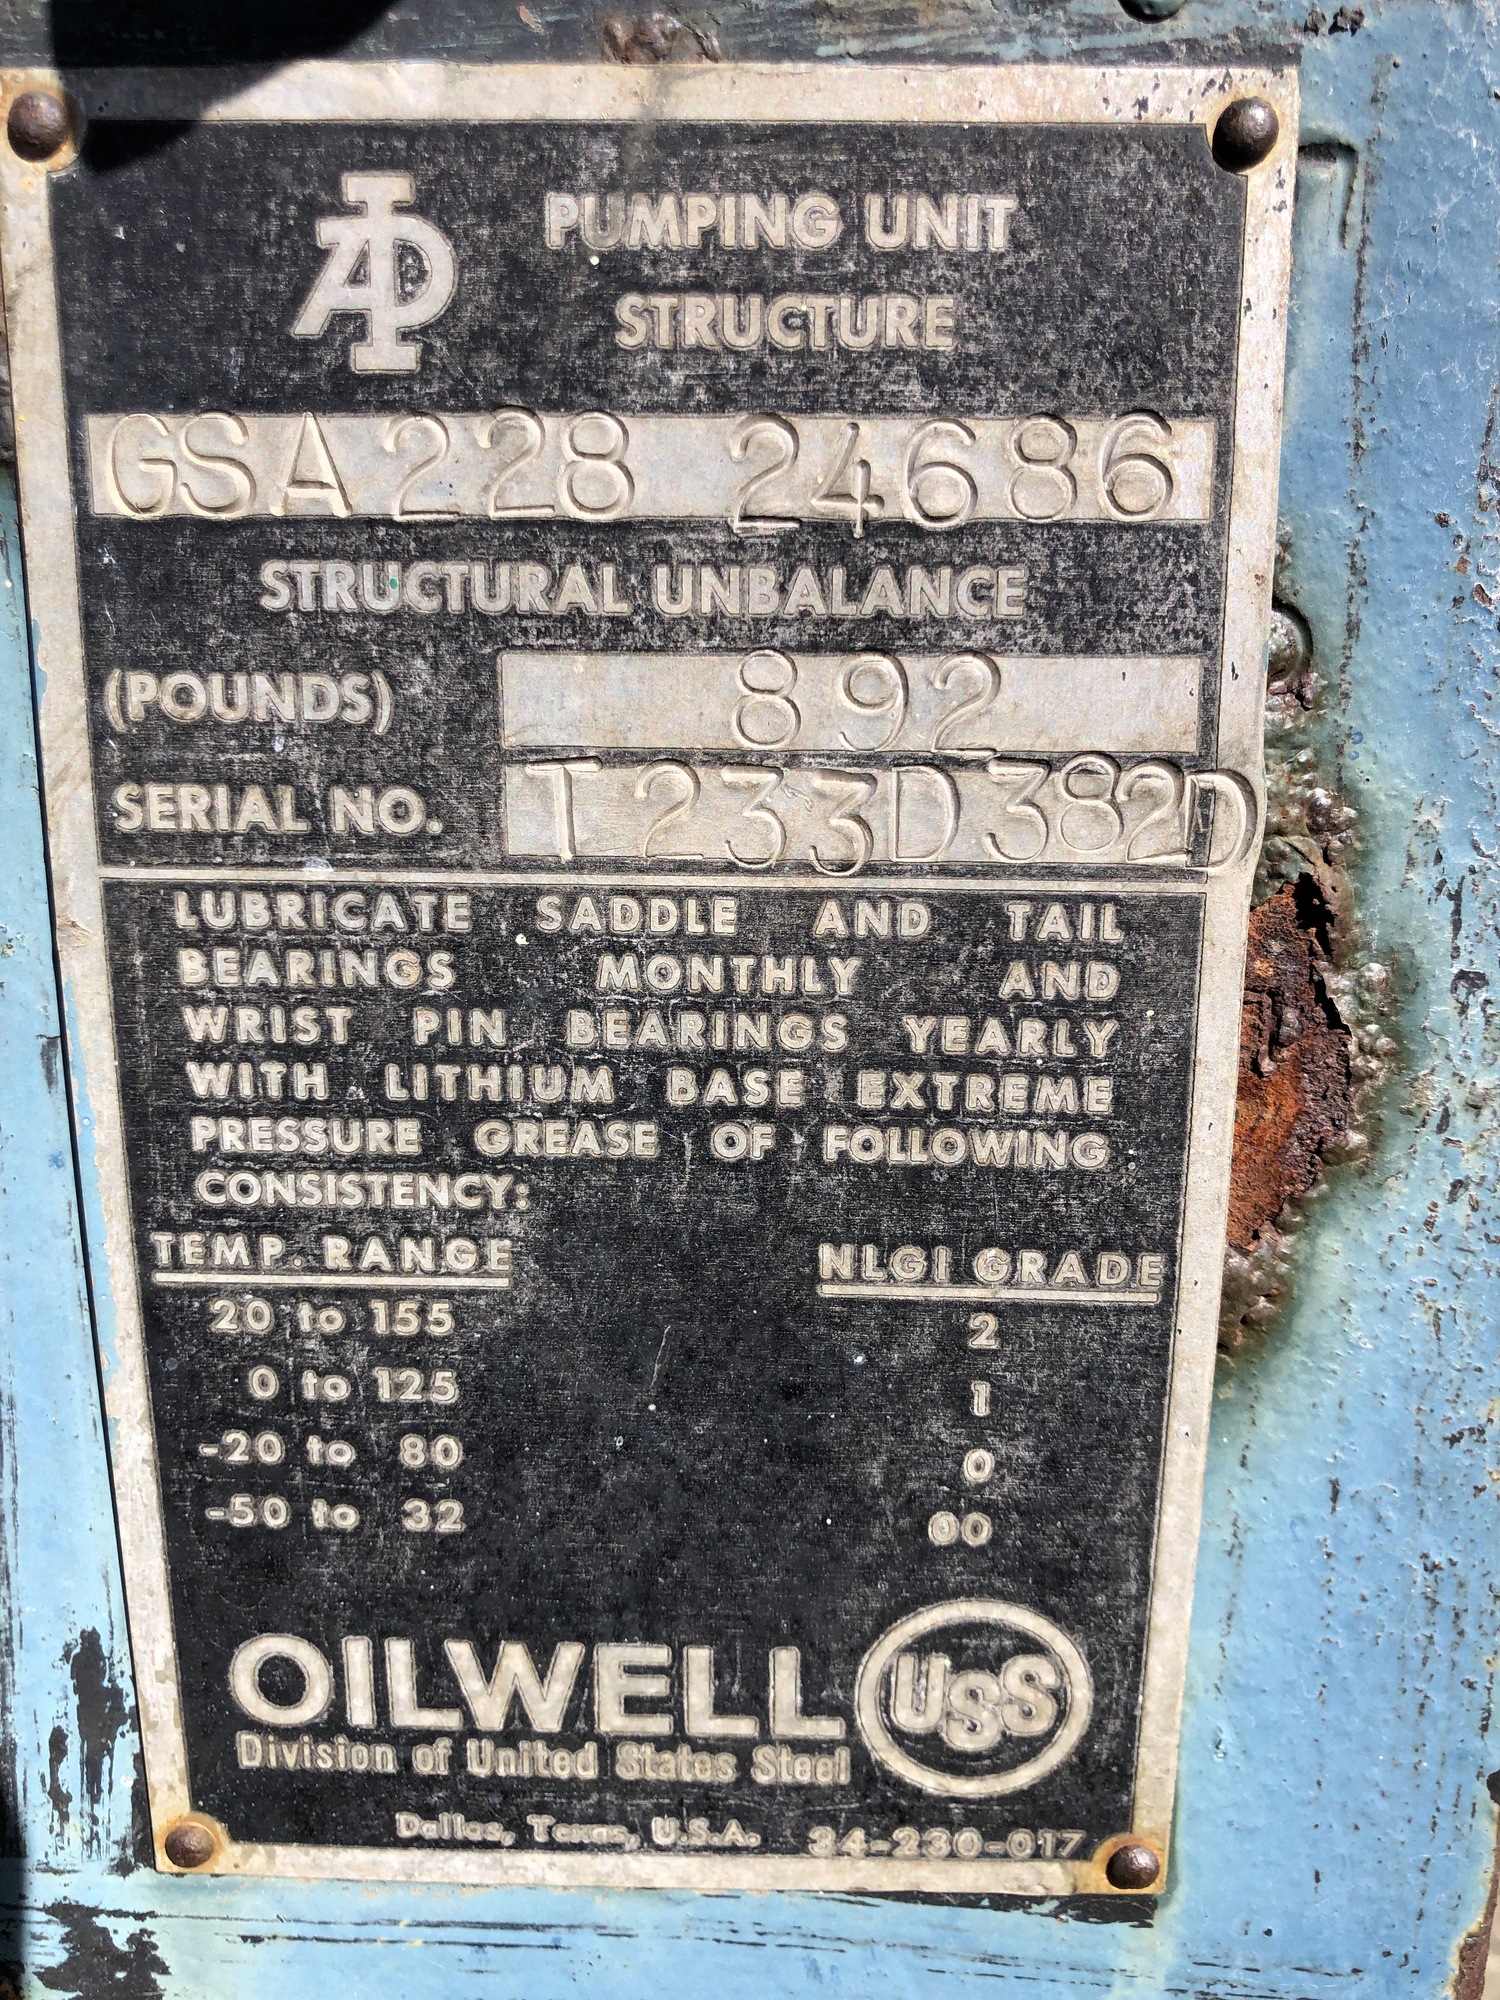 API PUMPING UNIT
STRUCTURE
GSA228 24686
STRUCTURAL UNBALANCE
(POUNDS) 892
SERIAL NO. T233D382D
LUBRICATE SADDLE AND TAIL
BEARINGS MONTHLY AND
WRIST PIN BEARINGS YEARLY
WITH LITHIUM BASE EXTREME
PRESSURE GREASE OF FOLLOWING
CONSISTENCY:
TEMP. RANGE NLGI GRADE
20 to 155 2
0 to 125 1
-20 to 80 0
-50 to 32 00
OILWELL USS
Division of United States Steel
Dallas, Texas, U.S.A. 34-230-017